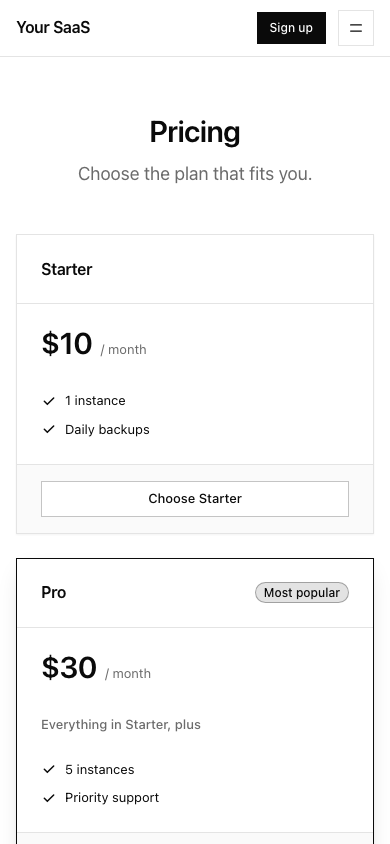 Your SaaS
Sign up
Pricing
Choose the plan that fits you.
Starter
$10 / month
1 instance
Daily backups
Choose Starter
Pro
Most popular
$30 / month
Everything in Starter, plus
5 instances
Priority support